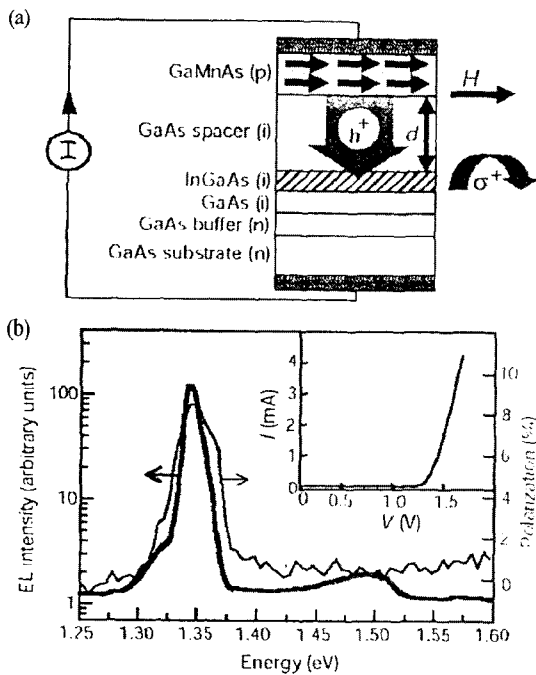 (a)
GaMnAs (p)
H
GaAs spacer (i)
h+
d
I
InGaAs (i)
σ+
GaAs (i)
GaAs buffer (n)
GaAs substrate (n)
(b)
EL intensity (arbitrary units)
100
10
1
1.25 1.30 1.35 1.40 1.45 1.50 1.55 1.60
Energy (eV)
I (mA)
4
3
2
1
0
0 0.5 1.0 1.5
V (V)
10
8
6
4
2
0
Polarization (%)